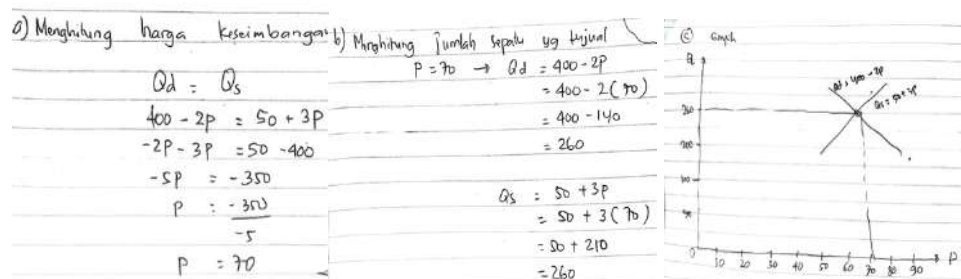 a) Menghitung harga keseimbangan
Qd = Qs
400 - 2p = 50 + 3p
-2p - 3p = 50 - 400
-5p = -350
p = -350
-5
p = 70
b) Menghitung jumlah sepatu yg terjual
P = 70 → Qd = 400 - 2P
= 400 - 2(70)
= 400 - 140
= 260
Qs = 50 + 3p
= 50 + 3(70)
= 50 + 210
= 260
c)
Qd = 400 - 2p
Qs = 50 + 3p
260
0 10 20 30 40 50 60 70 80 90 P